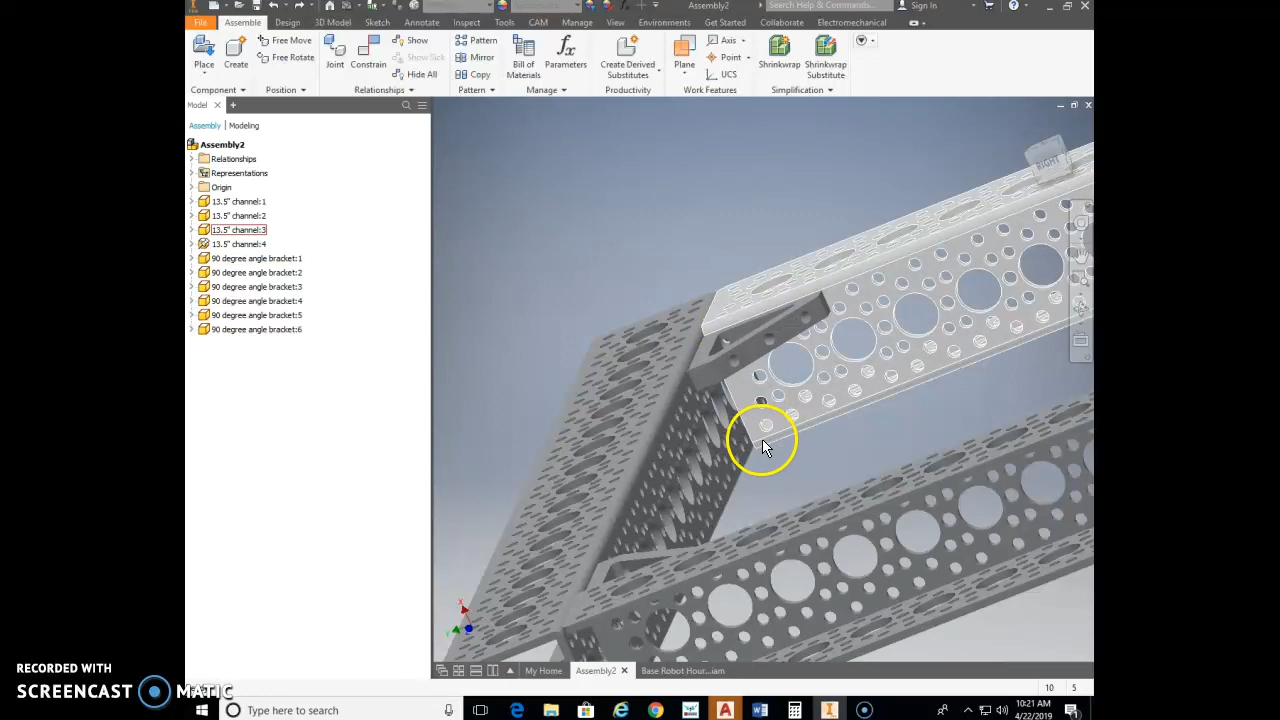 Assembly2
Search Help & Commands...
Sign In
File
Assemble
Design
3D Model
Sketch
Annotate
Inspect
Tools
CAM
Manage
View
Environments
Get Started
Collaborate
Electromechanical
Place
Create
Free Move
Free Rotate
Component
Position
Joint
Constrain
Show
Show Sick
Hide All
Relationships
Pattern
Mirror
Copy
Pattern
Bill of
Materials
fx
Parameters
Manage
Create Derived
Substitutes
Productivity
Plane
Axis
Point
UCS
Work Features
Shrinkwrap
Shrinkwrap
Substitute
Simplification
Model
Assembly
Modeling
Assembly2
Relationships
Representations
Origin
13.5" channel:1
13.5" channel:2
13.5" channel:3
13.5" channel:4
90 degree angle bracket:1
90 degree angle bracket:2
90 degree angle bracket:3
90 degree angle bracket:4
90 degree angle bracket:5
90 degree angle bracket:6
RIGHT
X
Y
My Home
Assembly2
Base Robot Hour...iam
10
5
RECORDED WITH
SCREENCAST MATIC
Type here to search
10:21 AM
4/22/2019